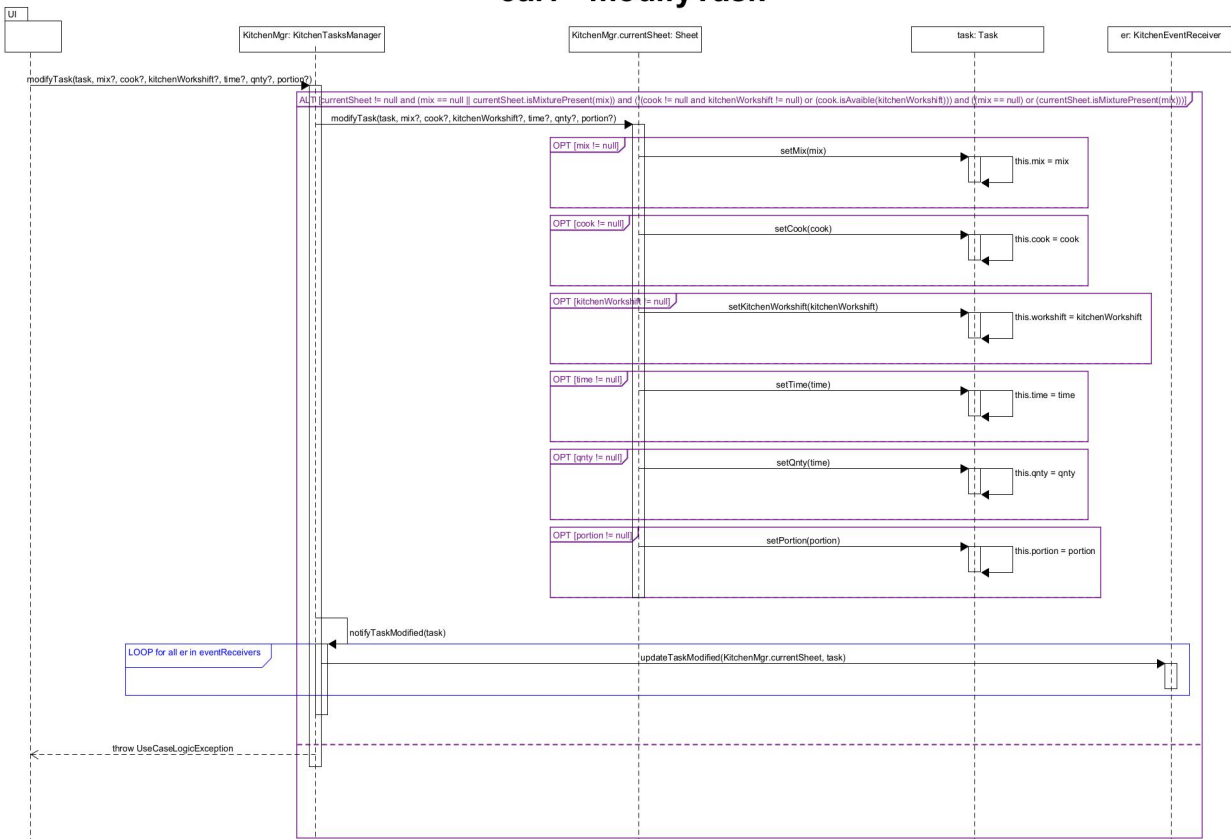 UI
KitchenMgr: KitchenTasksManager
KitchenMgr.currentSheet: Sheet
task: Task
er: KitchenEventReceiver
modifyTask(task, mix?, cook?, kitchenWorkshift?, time?, qnty?, portion?)
[currentSheet != null and (mix == null || currentSheet.isMixturePresent(mix)) and (!(cook != null and kitchenWorkshift != null) or (cook.isAvaible(kitchenWorkshift))) and (!(mix == null) or (currentSheet.isMixturePresent(mix)))]
modifyTask(task, mix?, cook?, kitchenWorkshift?, time?, qnty?, portion?)
OPT [mix != null]
setMix(mix)
this.mix = mix
OPT [cook != null]
setCook(cook)
this.cook = cook
OPT [kitchenWorkshift != null]
setKitchenWorkshift(kitchenWorkshift)
this.workshift = kitchenWorkshift
OPT [time != null]
setTime(time)
this.time = time
OPT [qnty != null]
setQnty(time)
this.qnty = qnty
OPT [portion != null]
setPortion(portion)
this.portion = portion
notifyTaskModified(task)
LOOP for all er in eventReceivers
updateTaskModified(KitchenMgr.currentSheet, task)
throw UseCaseLogicException